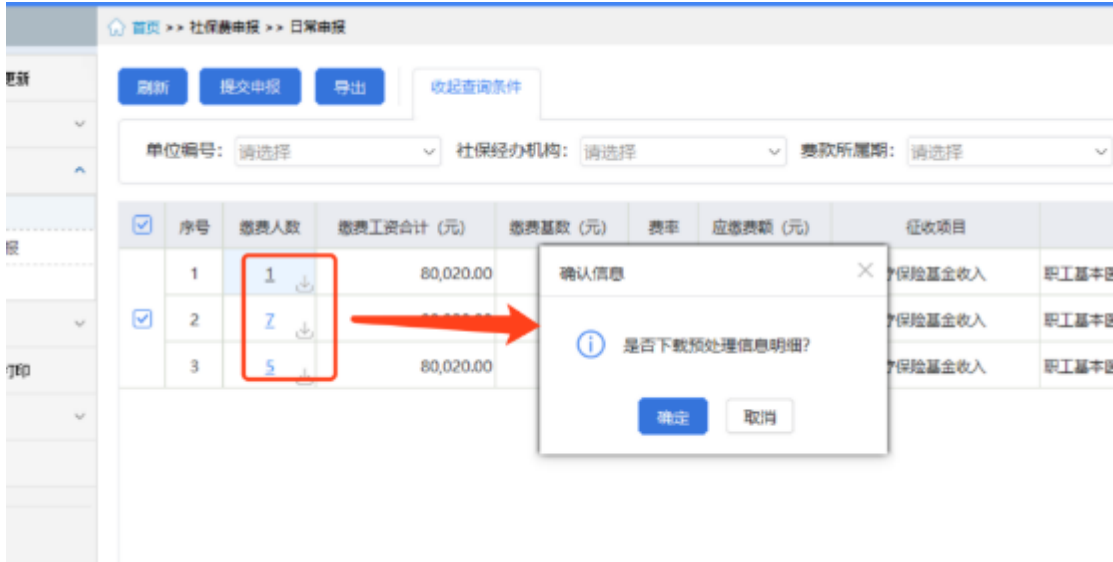 首页 >> 社保费申报 >> 日常申报
更新
刷新 提交申报 导出 收起查询条件
单位编号: 请选择 社保经办机构: 请选择 费款所属期: 请选择
序号 缴费人数 缴费工资合计（元） 缴费基数（元） 费率 应缴费额（元） 征收项目
报
1 1 80,020.00 保险基金收入 职工基本医
2 7 保险基金收入 职工基本医
3 5 80,020.00 保险基金收入 职工基本医
打印
确认信息
是否下载预处理信息明细?
确定 取消